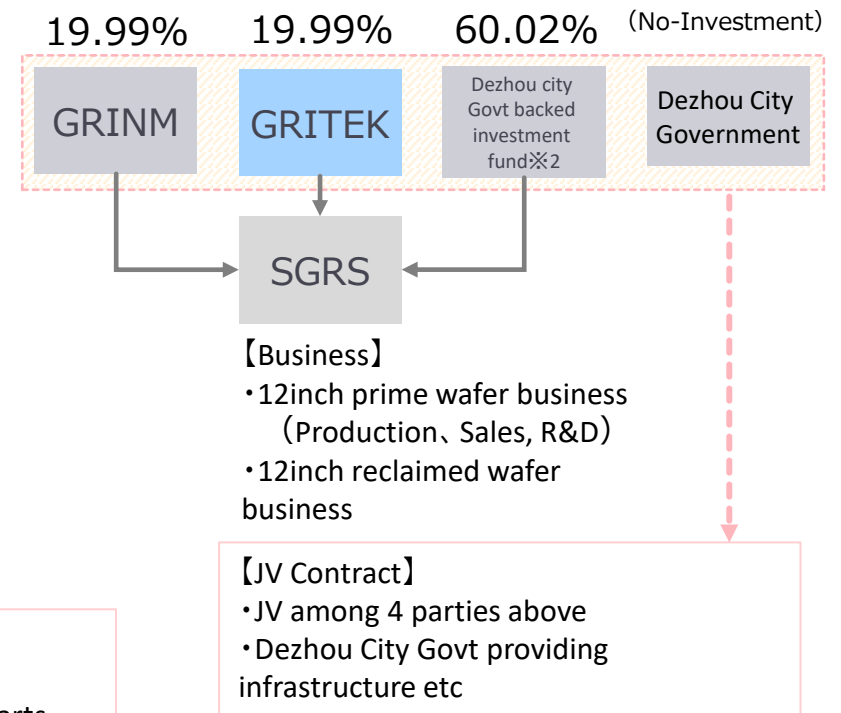 19.99% 19.99% 60.02% （No-Investment）
GRINM
GRITEK
Dezhou city
Govt backed
investment
fund※2
Dezhou City
Government
SGRS
【Business】
・12inch prime wafer business
（Production、Sales, R&D）
・12inch reclaimed wafer
business
【JV Contract】
・JV among 4 parties above
・Dezhou City Govt providing
infrastructure etc